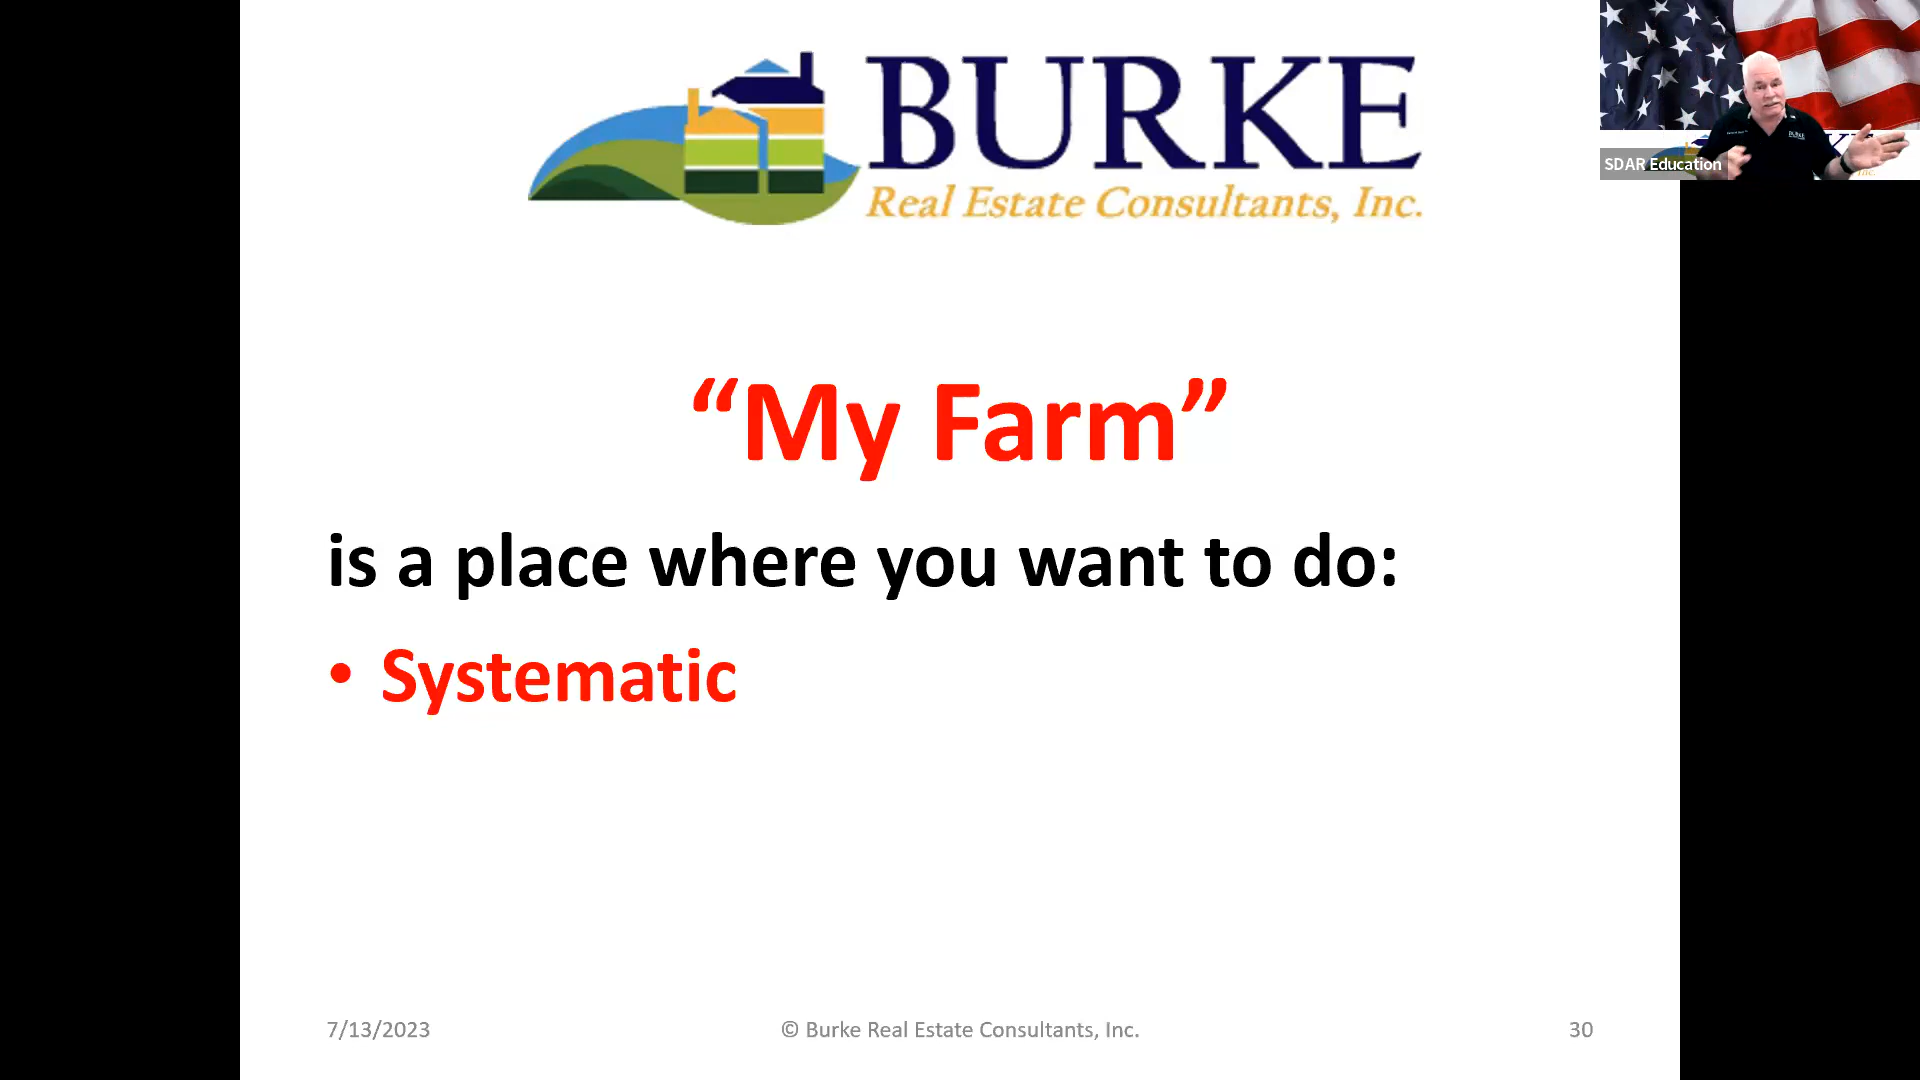 BURKE
Real Estate Consultants, Inc.
SDAR Education
“My Farm”
is a place where you want to do:
• Systematic
7/13/2023
© Burke Real Estate Consultants, Inc.
30